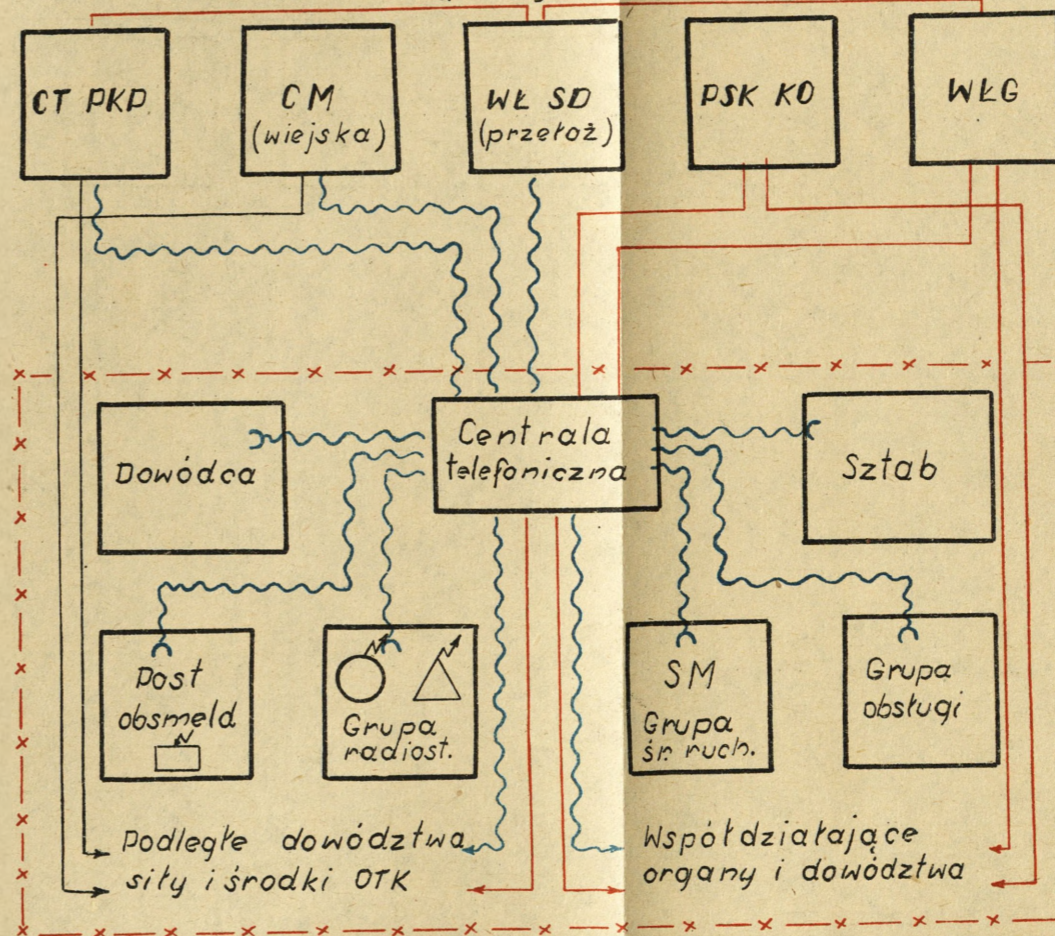 CT PKP
CM
(wiejska)
WŁ SD
(przełoż)
PSK KO
WŁG
Dowódca
Centrala
telefoniczna
Sztab
Post
obsmeld
Grupa
radiost.
SM
Grupa
śr. ruch.
Grupa
obsługi
Podległe dowództwa
siły i środki OTK
Współdziałające
organy i dowództwa